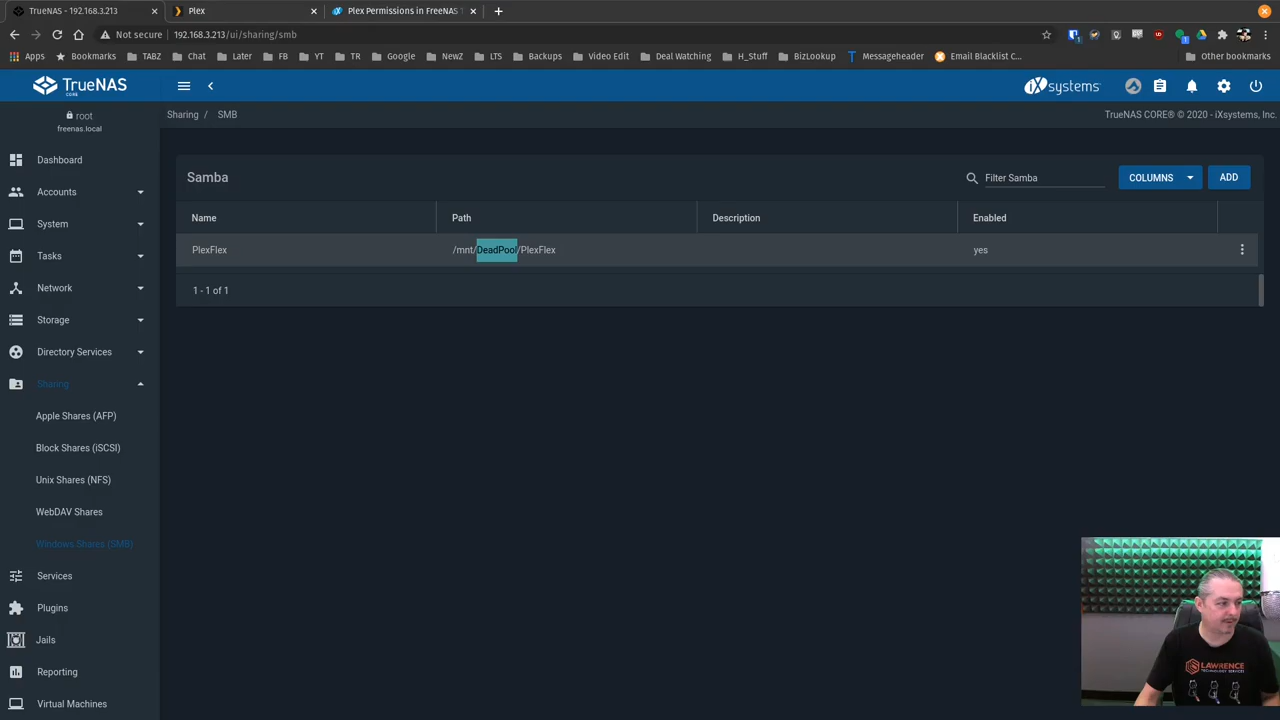 TrueNAS - 192.168.3.213
Plex
Plex Permissions in FreeNAS 1
Not secure
192.168.3.213/ui/sharing/smb
Apps
Bookmarks
TABZ
Chat
Later
FB
YT
TR
Google
NewZ
LTS
Backups
Video Edit
Deal Watching
H_Stuff
BizLookup
Messageheader
Email Blacklist C...
Other bookmarks
TrueNAS
CORE
iXsystems
root
freenas.local
Sharing / SMB
TrueNAS CORE® © 2020 - iXsystems, Inc.
Dashboard
Accounts
System
Tasks
Network
Storage
Directory Services
Sharing
Apple Shares (AFP)
Block Shares (iSCSI)
Unix Shares (NFS)
WebDAV Shares
Windows Shares (SMB)
Services
Plugins
Jails
Reporting
Virtual Machines
Samba
Filter Samba
COLUMNS
ADD
Name
Path
Description
Enabled
PlexFlex
/mnt/DeadPool/PlexFlex
yes
1 - 1 of 1
LAWRENCE
TECHNOLOGY SERVICES